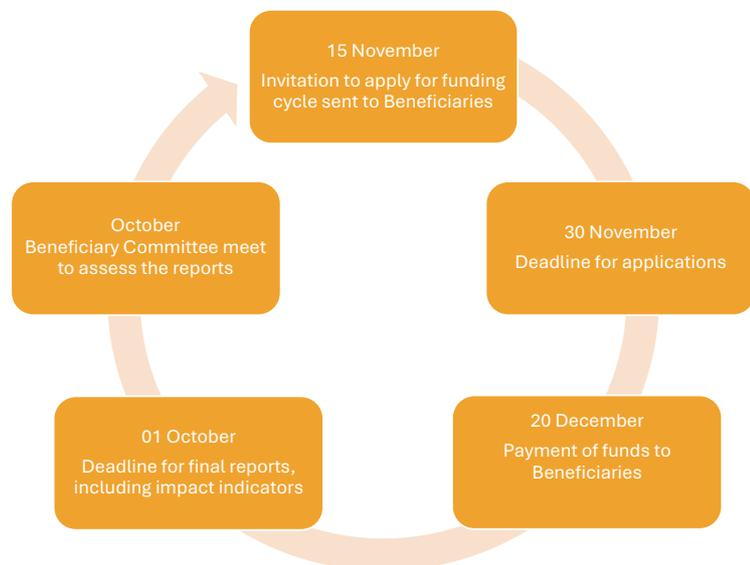 15 November
Invitation to apply for funding
cycle sent to Beneficiaries
30 November
Deadline for applications
20 December
Payment of funds to
Beneficiaries
01 October
Deadline for final reports,
including impact indicators
October
Beneficiary Committee meet
to assess the reports